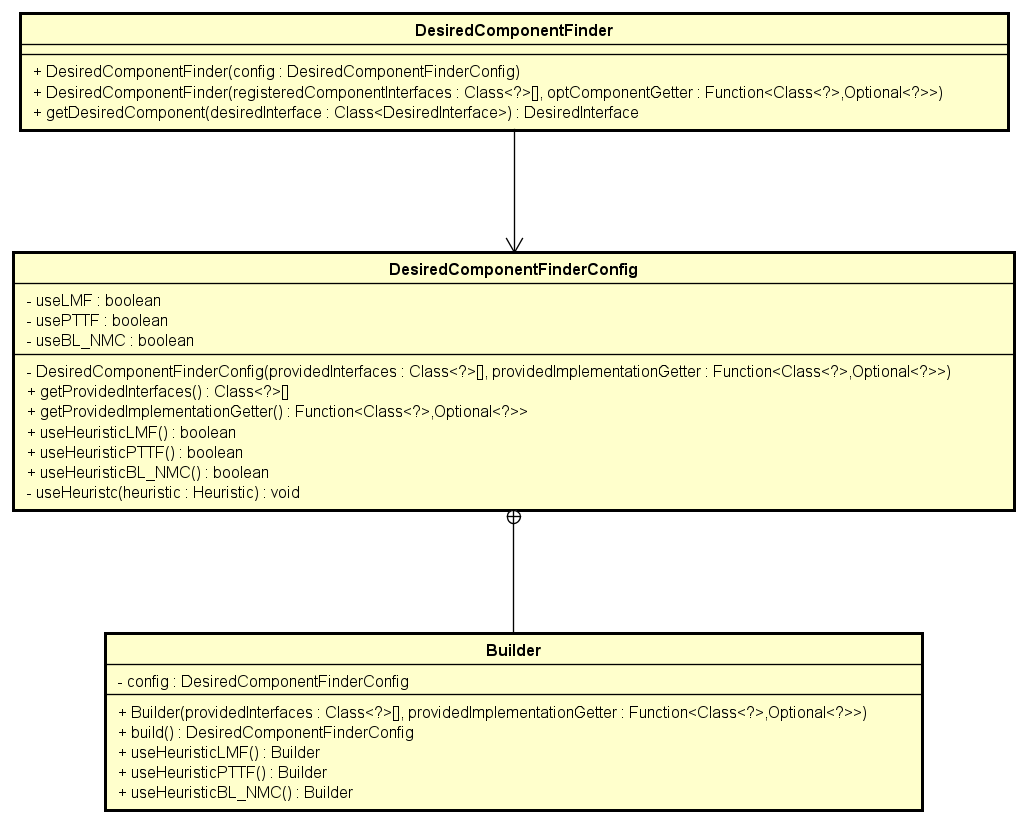 DesiredComponentFinder
+ DesiredComponentFinder(config : DesiredComponentFinderConfig)
+ DesiredComponentFinder(registeredComponentInterfaces : Class<?>[], optComponentGetter : Function<Class<?>,Optional<?>>)
+ getDesiredComponent(desiredInterface : Class<DesiredInterface>) : DesiredInterface
DesiredComponentFinderConfig
- useLMF : boolean
- usePTTF : boolean
- useBL_NMC : boolean
- DesiredComponentFinderConfig(providedInterfaces : Class<?>[], providedImplementationGetter : Function<Class<?>,Optional<?>>)
+ getProvidedInterfaces() : Class<?>[]
+ getProvidedImplementationGetter() : Function<Class<?>,Optional<?>>
+ useHeuristicLMF() : boolean
+ useHeuristicPTTF() : boolean
+ useHeuristicBL_NMC() : boolean
- useHeuristc(heuristic : Heuristic) : void
Builder
- config : DesiredComponentFinderConfig
+ Builder(providedInterfaces : Class<?>[], providedImplementationGetter : Function<Class<?>,Optional<?>>)
+ build() : DesiredComponentFinderConfig
+ useHeuristicLMF() : Builder
+ useHeuristicPTTF() : Builder
+ useHeuristicBL_NMC() : Builder